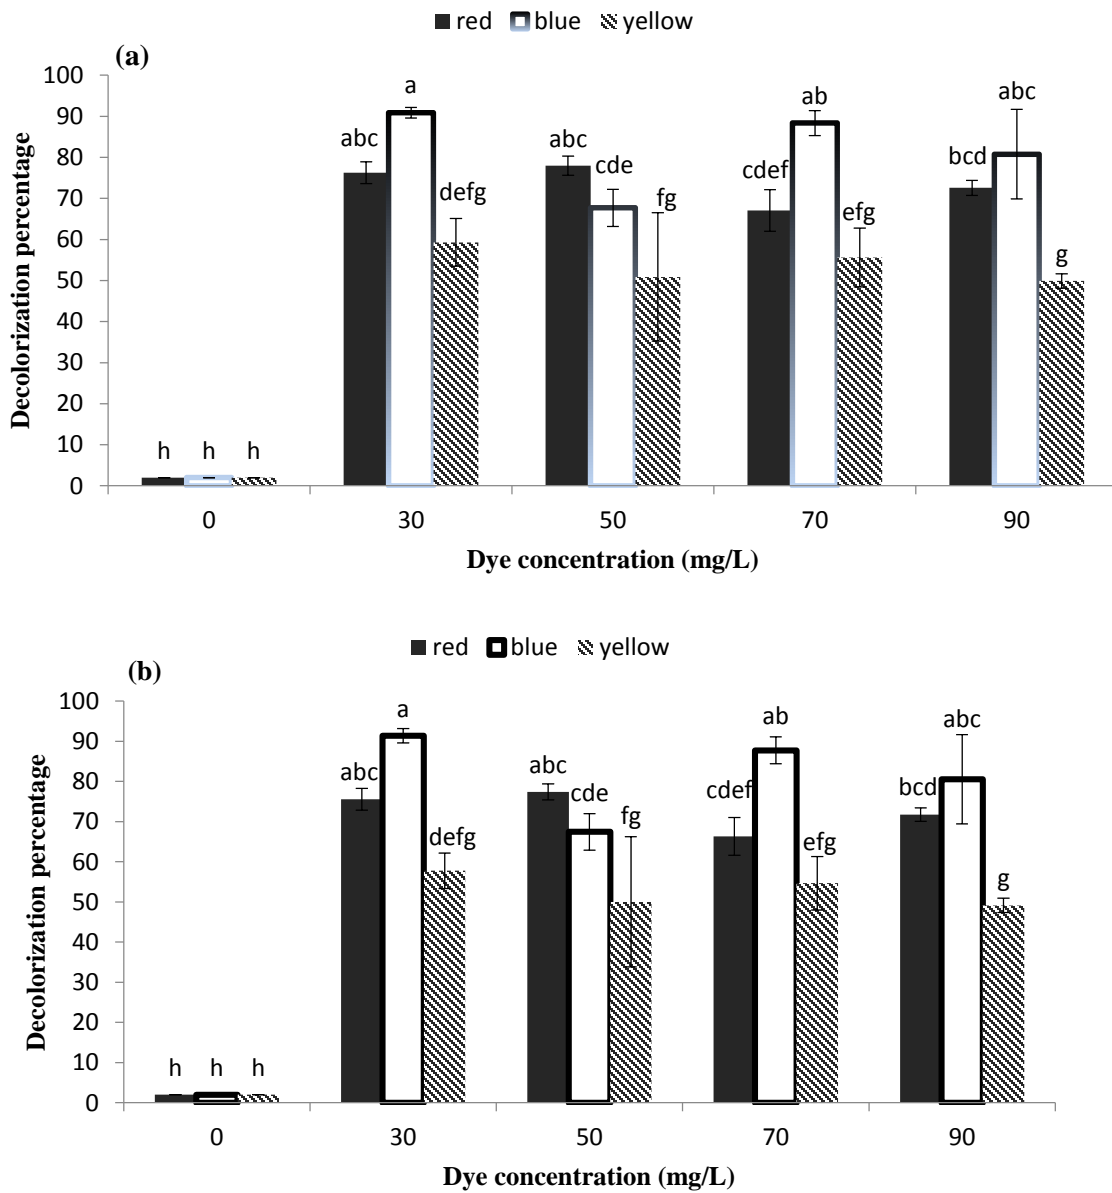 red blue yellow
(a)
100
90
80
70
60
50
40
30
20
10
0
Decolorization percentage
h h h
abc a defg
abc cde fg
cdef ab efg
bcd abc g
0 30 50 70 90
Dye concentration (mg/L)
red blue yellow
(b)
100
90
80
70
60
50
40
30
20
10
0
Decolorization percentage
h h h
abc a defg
abc cde fg
cdef ab efg
bcd abc g
0 30 50 70 90
Dye concentration (mg/L)